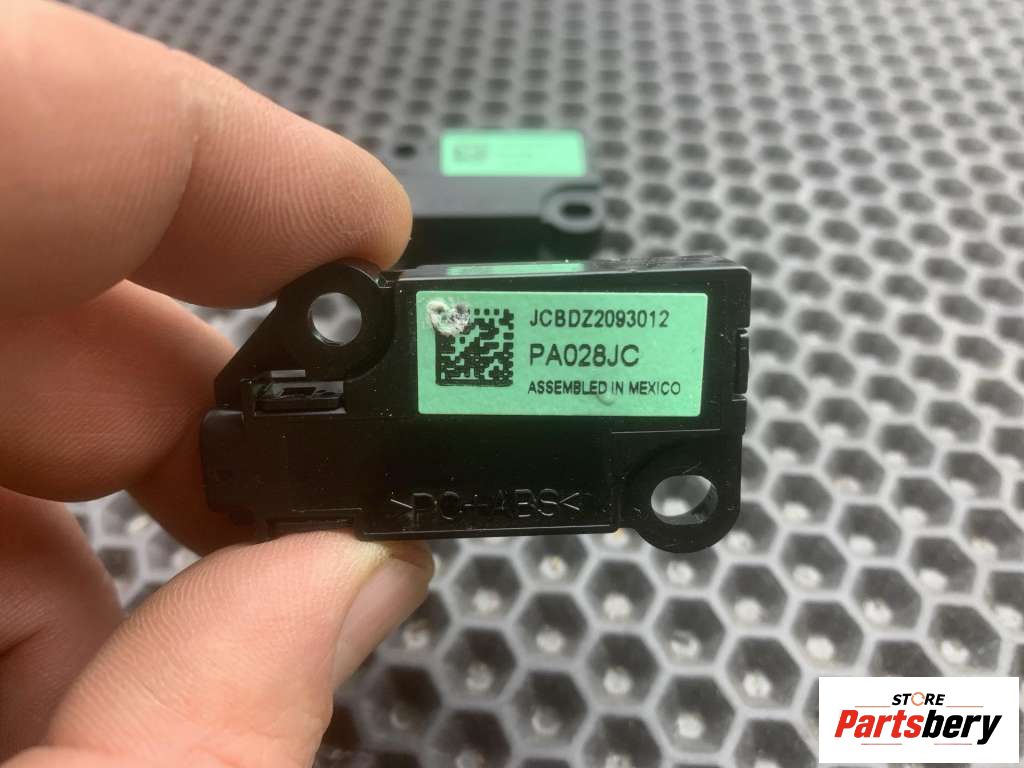 JCBDZ2093012
PA028JC
ASSEMBLED IN MEXICO
>PC+ABS<
STORE
Partsbery